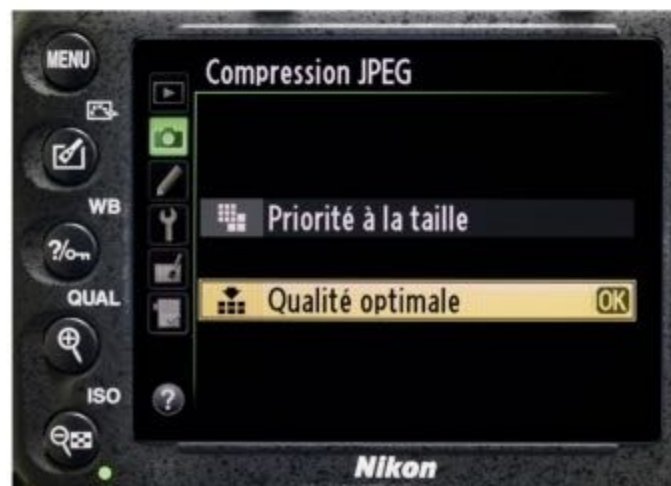 MENU
Compression JPEG
WB
Priorité à la taille
?/
QUAL
Qualité optimale OK
ISO
?
Nikon